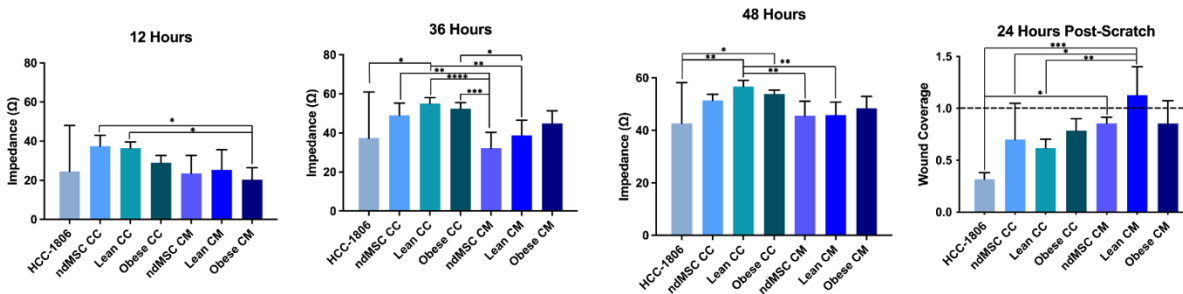 12 Hours
Impedance (Ω)
80
60
40
20
0
*
*
HCC-1806
ndMSC CC
Lean CC
Obese CC
ndMSC CM
Lean CM
Obese CM
36 Hours
Impedance (Ω)
80
60
40
20
0
*
*
**
**
****
***
HCC-1806
ndMSC CC
Lean CC
Obese CC
ndMSC CM
Lean CM
Obese CM
48 Hours
Impedance (Ω)
60
40
20
0
*
**
**
**
HCC-1806
ndMSC CC
Lean CC
Obese CC
ndMSC CM
Lean CM
Obese CM
24 Hours Post-Scratch
Wound Coverage
1.5
1.0
0.5
0.0
***
*
**
*
HCC-1806
ndMSC CC
Lean CC
Obese CC
ndMSC CM
Lean CM
Obese CM